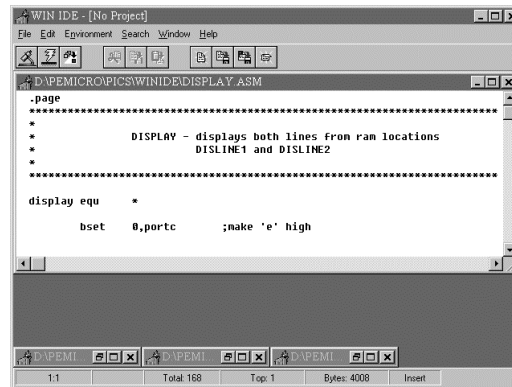 WIN IDE - [No Project]
File Edit Environment Search Window Help
D:\PEMICRO\PICS\WINIDE\DISPLAY.ASM
.page
*************************************************************************
*
* DISPLAY - displays both lines from ram locations
* DISLINE1 and DISLINE2
*
*************************************************************************
display equ *
bset 0,portc ;make 'e' high
D:\PEMI... D:\PEMI... D:\PEMI...
1:1 Total: 168 Top: 1 Bytes: 4008 Insert